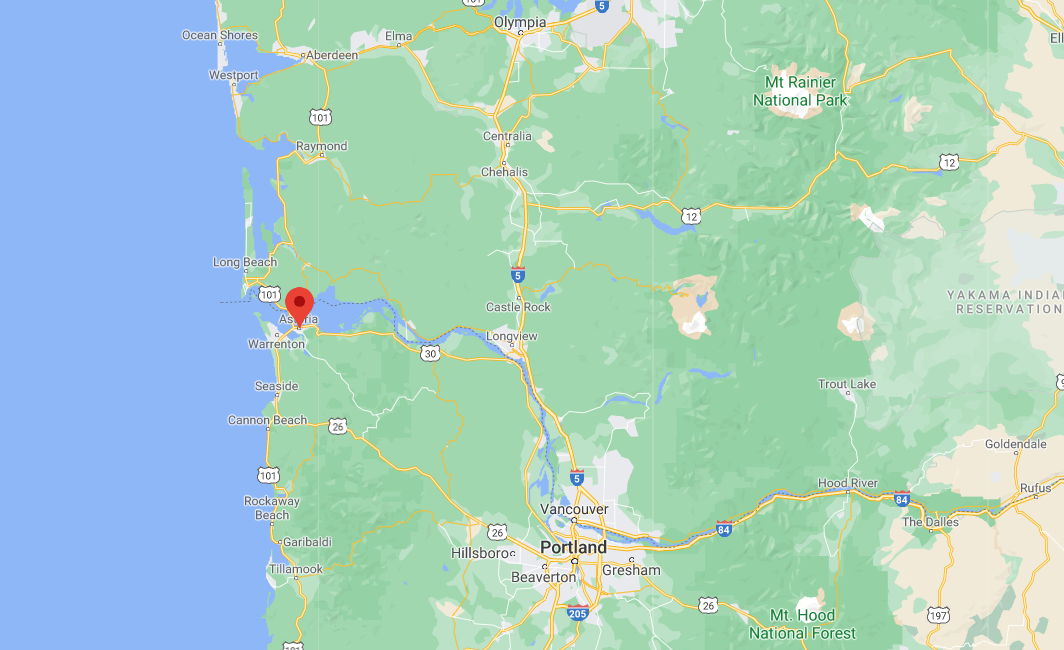 101
5
Olympia
Ocean Shores
Elma
Aberdeen
Westport
Mt Rainier
National Park
101
Centralia
Raymond
12
Chehalis
12
Long Beach
5
101
YAKAMA INDIA
RESERVATION
Castle Rock
Warrenton
Longview
30
Seaside
Trout Lake
Cannon Beach
26
Goldendale
101
5
Hood River
Rufus
Rockaway
Beach
84
Vancouver
The Dalles
84
26
Garibaldi
Portland
Hillsboro
Tillamook
Beaverton
Gresham
26
205
197
Mt. Hood
National Forest